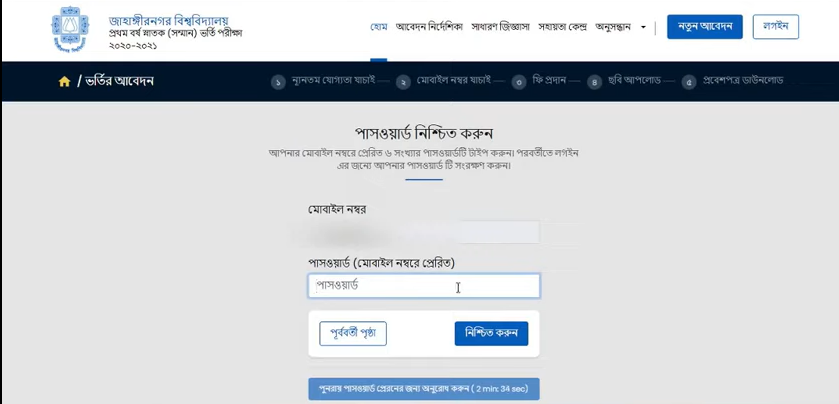 জাহাঙ্গীরনগর বিশ্ববিদ্যালয়
প্রথম বর্ষ স্নাতক (সম্মান) ভর্তি পরীক্ষা
২০২০-২০২১
হোম আবেদন নির্দেশিকা সাধারণ জিজ্ঞাসা সহায়তা কেন্দ্র অনুসন্ধান নতুন আবেদন লগইন
/ ভর্তির আবেদন ১ ন্যূনতম যোগ্যতা যাচাই ২ মোবাইল নম্বর যাচাই ৩ ফি প্রদান ৪ ছবি আপলোড ৫ প্রবেশপত্র ডাউনলোড
পাসওয়ার্ড নিশ্চিত করুন
আপনার মোবাইল নম্বরে প্রেরিত ৬ সংখ্যার পাসওয়ার্ডটি টাইপ করুন। পরবর্তীতে লগইন
এর জন্যে আপনার পাসওয়ার্ড টি সংরক্ষণ করুন।
মোবাইল নম্বর
পাসওয়ার্ড (মোবাইল নম্বরে প্রেরিত)
পাসওয়ার্ড
পূর্ববর্তী পৃষ্ঠা নিশ্চিত করুন
পুনরায় পাসওয়ার্ড প্রেরনের জন্য অনুরোধ করুন ( 2 min: 34 sec)